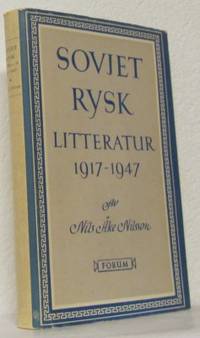 SOVJET
RYSK
LITTERATUR
1917-1947
av
Nils Åke Nilsson
FORUM